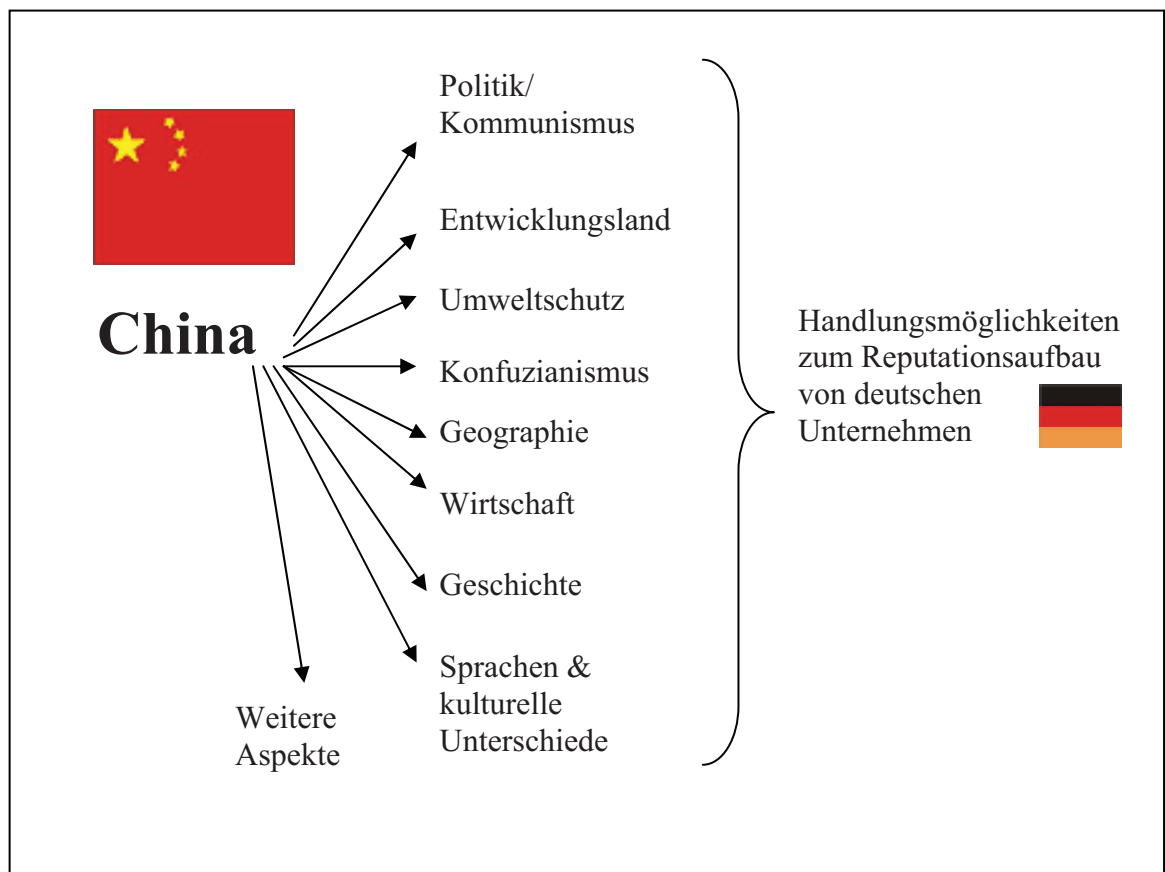 Politik/
Kommunismus
Entwicklungsland
Umweltschutz
China
Konfuzianismus
Geographie
Wirtschaft
Geschichte
Sprachen &
kulturelle
Unterschiede
Weitere
Aspekte
Handlungsmöglichkeiten
zum Reputationsaufbau
von deutschen
Unternehmen